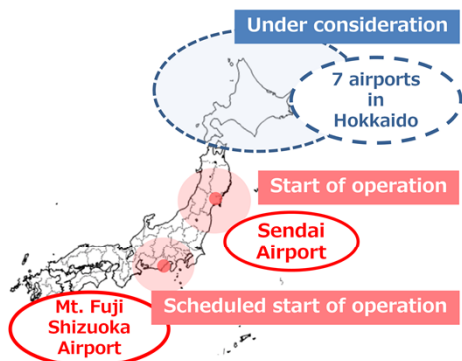 Under consideration
7 airports
in
Hokkaido
Start of operation
Sendai
Airport
Scheduled start of operation
Mt. Fuji
Shizuoka
Airport